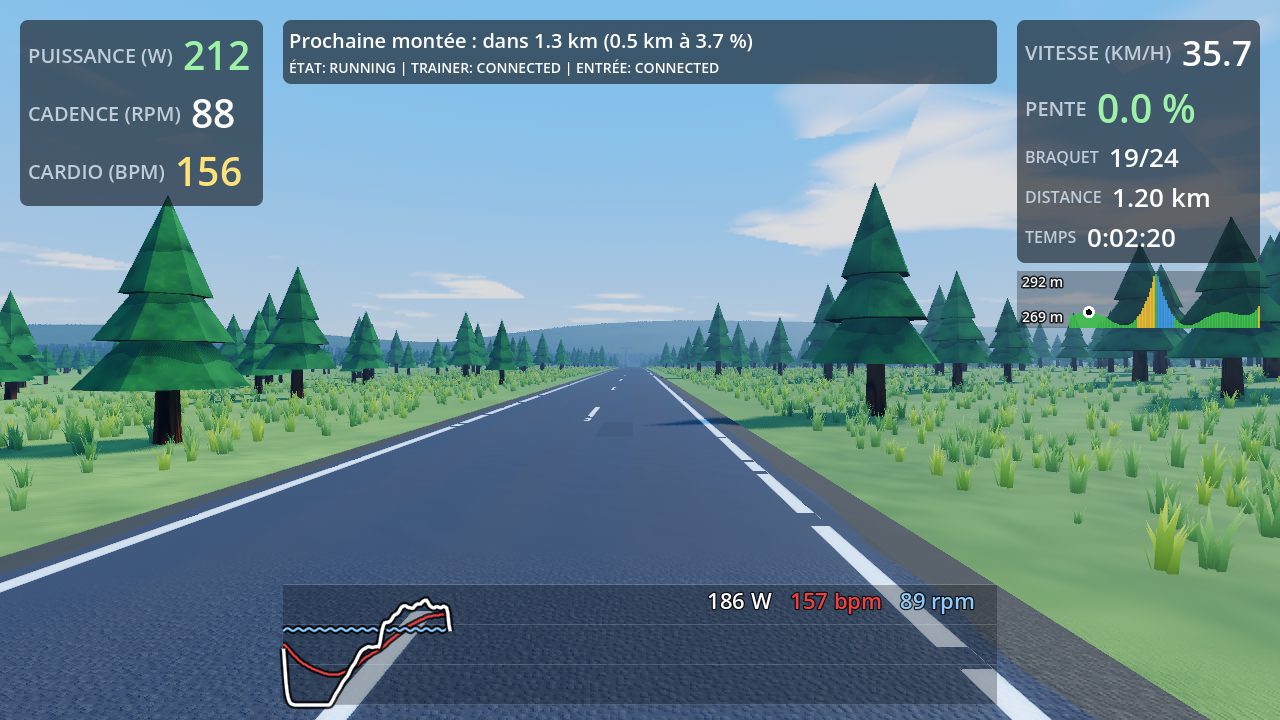 PUISSANCE (W) 212
CADENCE (RPM) 88
CARDIO (BPM) 156
Prochaine montée : dans 1.3 km (0.5 km à 3.7 %)
ÉTAT: RUNNING | TRAINER: CONNECTED | ENTRÉE: CONNECTED
VITESSE (KM/H) 35.7
PENTE 0.0 %
BRAQUET 19/24
DISTANCE 1.20 km
TEMPS 0:02:20
292 m
269 m
186 W 157 bpm 89 rpm